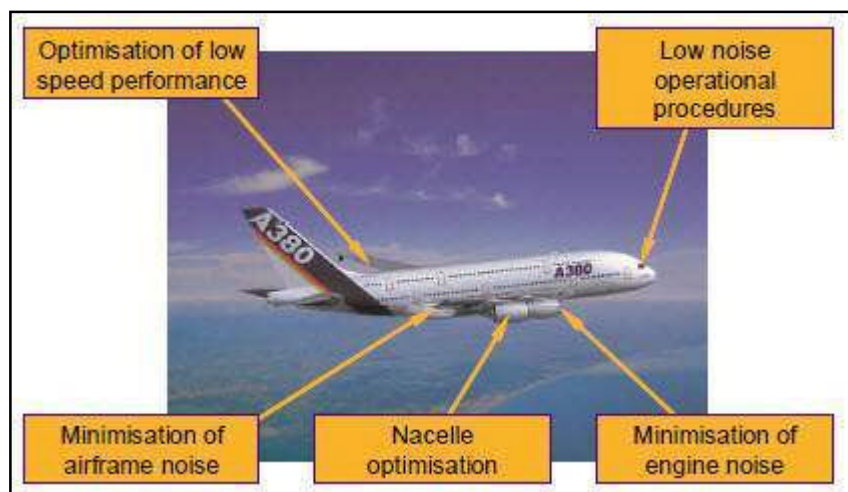 Optimisation of low
speed performance
Low noise
operational
procedures
A380
A380
Minimisation of
airframe noise
Nacelle
optimisation
Minimisation of
engine noise